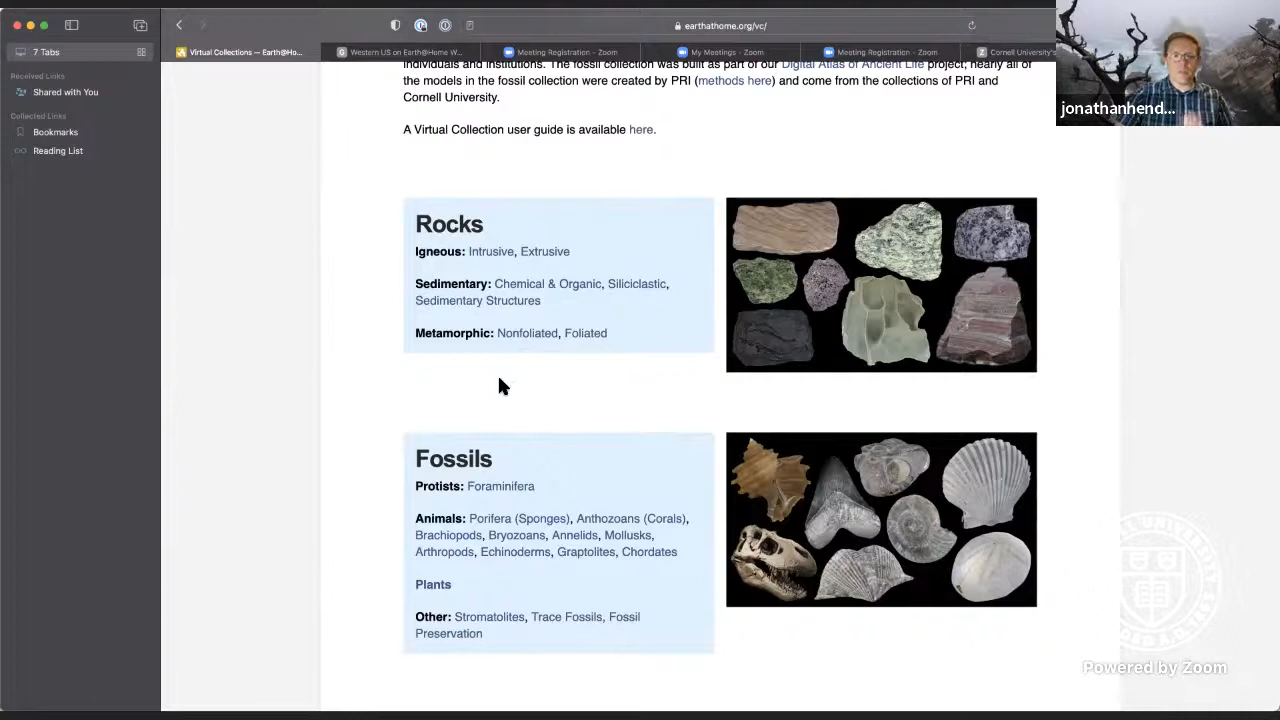 earthathome.org/vc/
7 Tabs
Virtual Collections — Earth@Ho...
Western US on Earth@Home W...
Meeting Registration - Zoom
My Meetings - Zoom
Meeting Registration - Zoom
Cornell University's
Received Links
Shared with You
Collected Links
Bookmarks
Reading List
jonathanhend...
individuals and institutions. The fossil collection was built as part of our Digital Atlas of Ancient Life project; nearly all of
the models in the fossil collection were created by PRI (methods here) and come from the collections of PRI and
Cornell University.
A Virtual Collection user guide is available here.
Rocks
Igneous: Intrusive, Extrusive
Sedimentary: Chemical & Organic, Siliciclastic,
Sedimentary Structures
Metamorphic: Nonfoliated, Foliated
Fossils
Protists: Foraminifera
Animals: Porifera (Sponges), Anthozoans (Corals),
Brachiopods, Bryozoans, Annelids, Mollusks,
Arthropods, Echinoderms, Graptolites, Chordates
Plants
Other: Stromatolites, Trace Fossils, Fossil
Preservation
Powered by Zoom